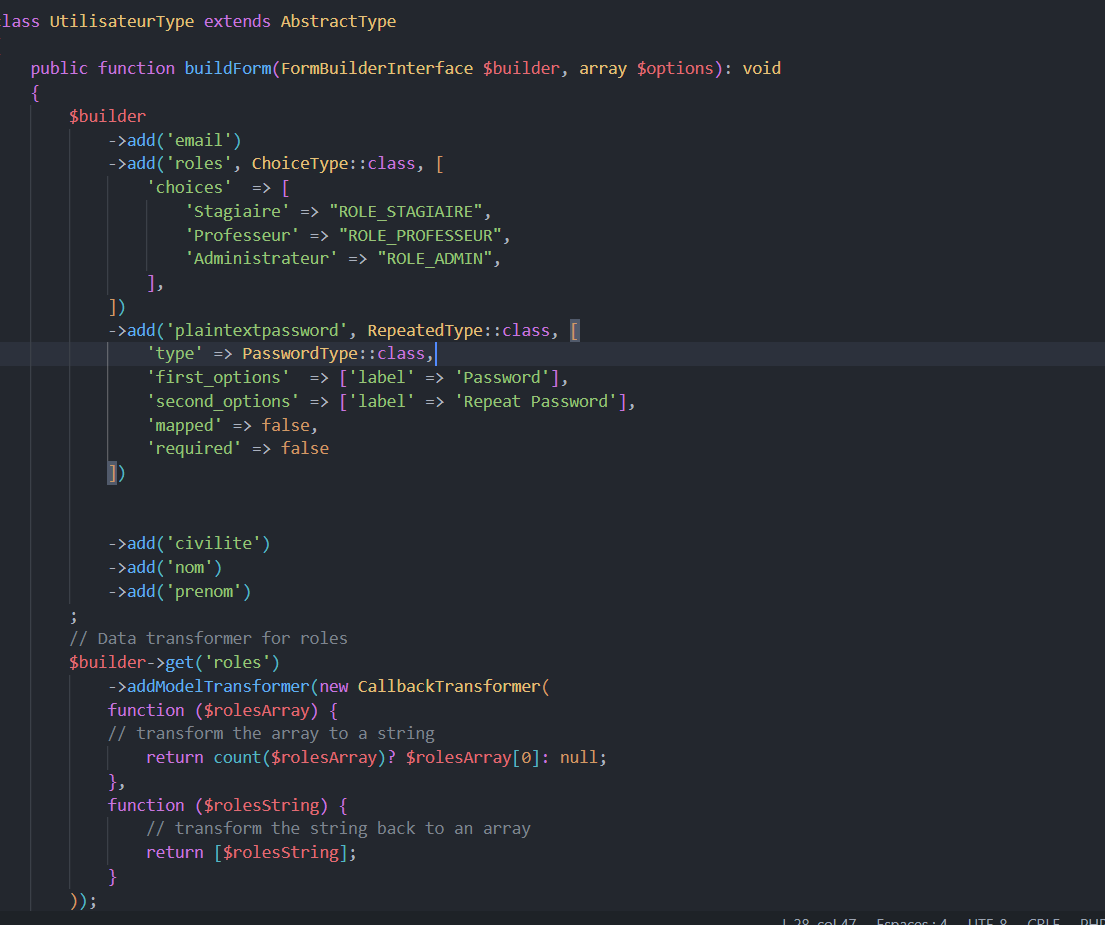 lass UtilisateurType extends AbstractType
public function buildForm(FormBuilderInterface $builder, array $options): void
{
$builder
->add('email')
->add('roles', ChoiceType::class, [
'choices'  => [
'Stagiaire' => "ROLE_STAGIAIRE",
'Professeur' => "ROLE_PROFESSEUR",
'Administrateur' => "ROLE_ADMIN",
],
])
->add('plaintextpassword', RepeatedType::class, [
'type' => PasswordType::class,
'first_options'  => ['label' => 'Password'],
'second_options' => ['label' => 'Repeat Password'],
'mapped' => false,
'required' => false
])
->add('civilite')
->add('nom')
->add('prenom')
;
// Data transformer for roles
$builder->get('roles')
->addModelTransformer(new CallbackTransformer(
function ($rolesArray) {
// transform the array to a string
return count($rolesArray)? $rolesArray[0]: null;
},
function ($rolesString) {
// transform the string back to an array
return [$rolesString];
}
));
L 28, col 47 Espaces : 4 UTF-8 CRLF PHP